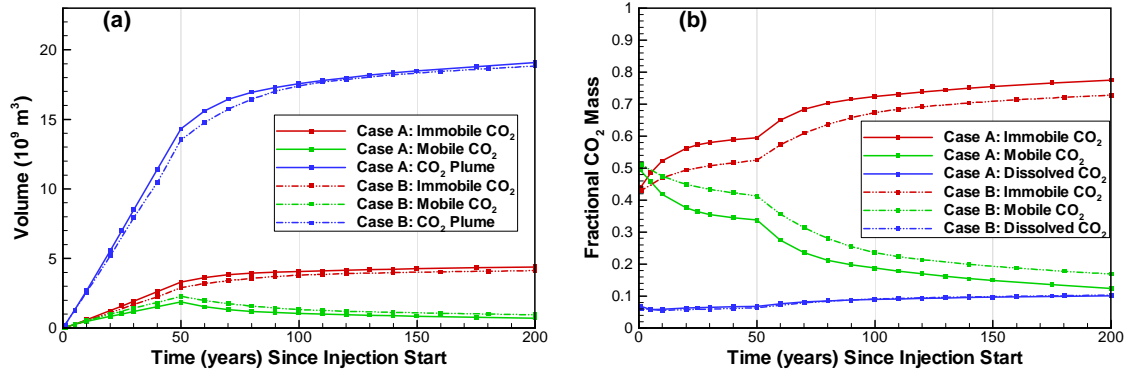 (a)
Volume (10⁹ m³)
20
15
10
5
0
0
50
100
150
200
Time (years) Since Injection Start
Case A: Immobile CO₂
Case A: Mobile CO₂
Case A: CO₂ Plume
Case B: Immobile CO₂
Case B: Mobile CO₂
Case B: CO₂ Plume
(b)
Fractional CO₂ Mass
1
0.9
0.8
0.7
0.6
0.5
0.4
0.3
0.2
0.1
0
0
50
100
150
200
Time (years) Since Injection Start
Case A: Immobile CO₂
Case A: Mobile CO₂
Case A: Dissolved CO₂
Case B: Immobile CO₂
Case B: Mobile CO₂
Case B: Dissolved CO₂